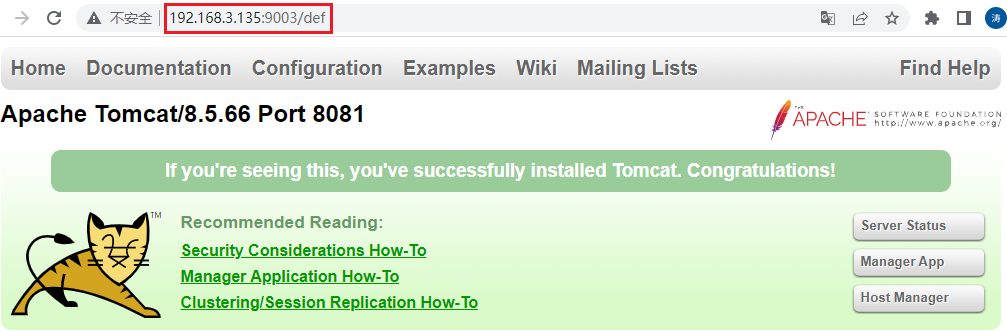 不安全 192.168.3.135:9003/def 涛
Home Documentation Configuration Examples Wiki Mailing Lists Find Help
Apache Tomcat/8.5.66 Port 8081
THE APACHE SOFTWARE FOUNDATION
http://www.apache.org/
If you're seeing this, you've successfully installed Tomcat. Congratulations!
TM
Recommended Reading:
Security Considerations How-To
Manager Application How-To
Clustering/Session Replication How-To
Server Status
Manager App
Host Manager